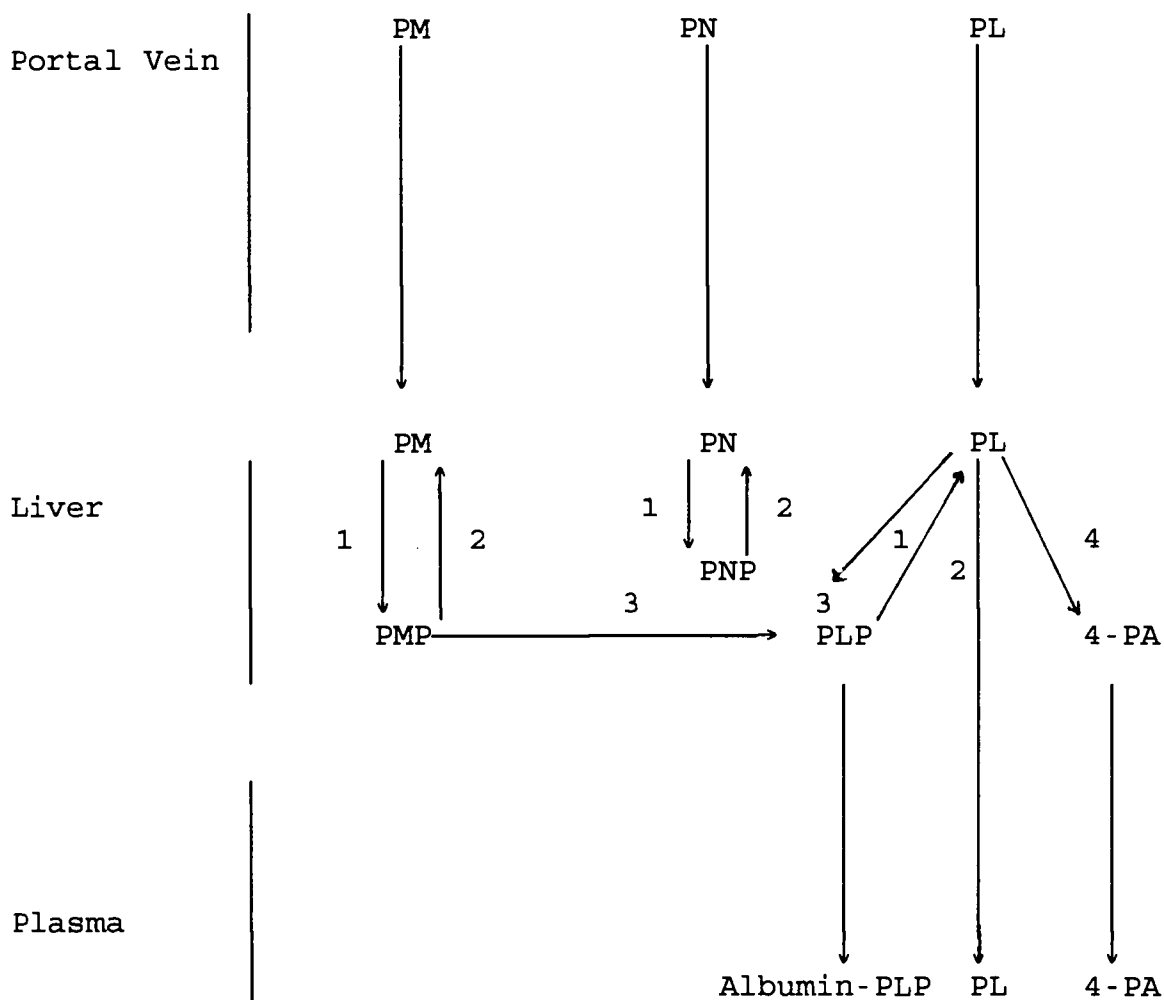 PM PN PL
Portal Vein
PM PN PL
Liver
1 2 1 2 1 2 4
PNP
3 3
PMP PLP 4-PA
Plasma
Albumin-PLP PL 4-PA